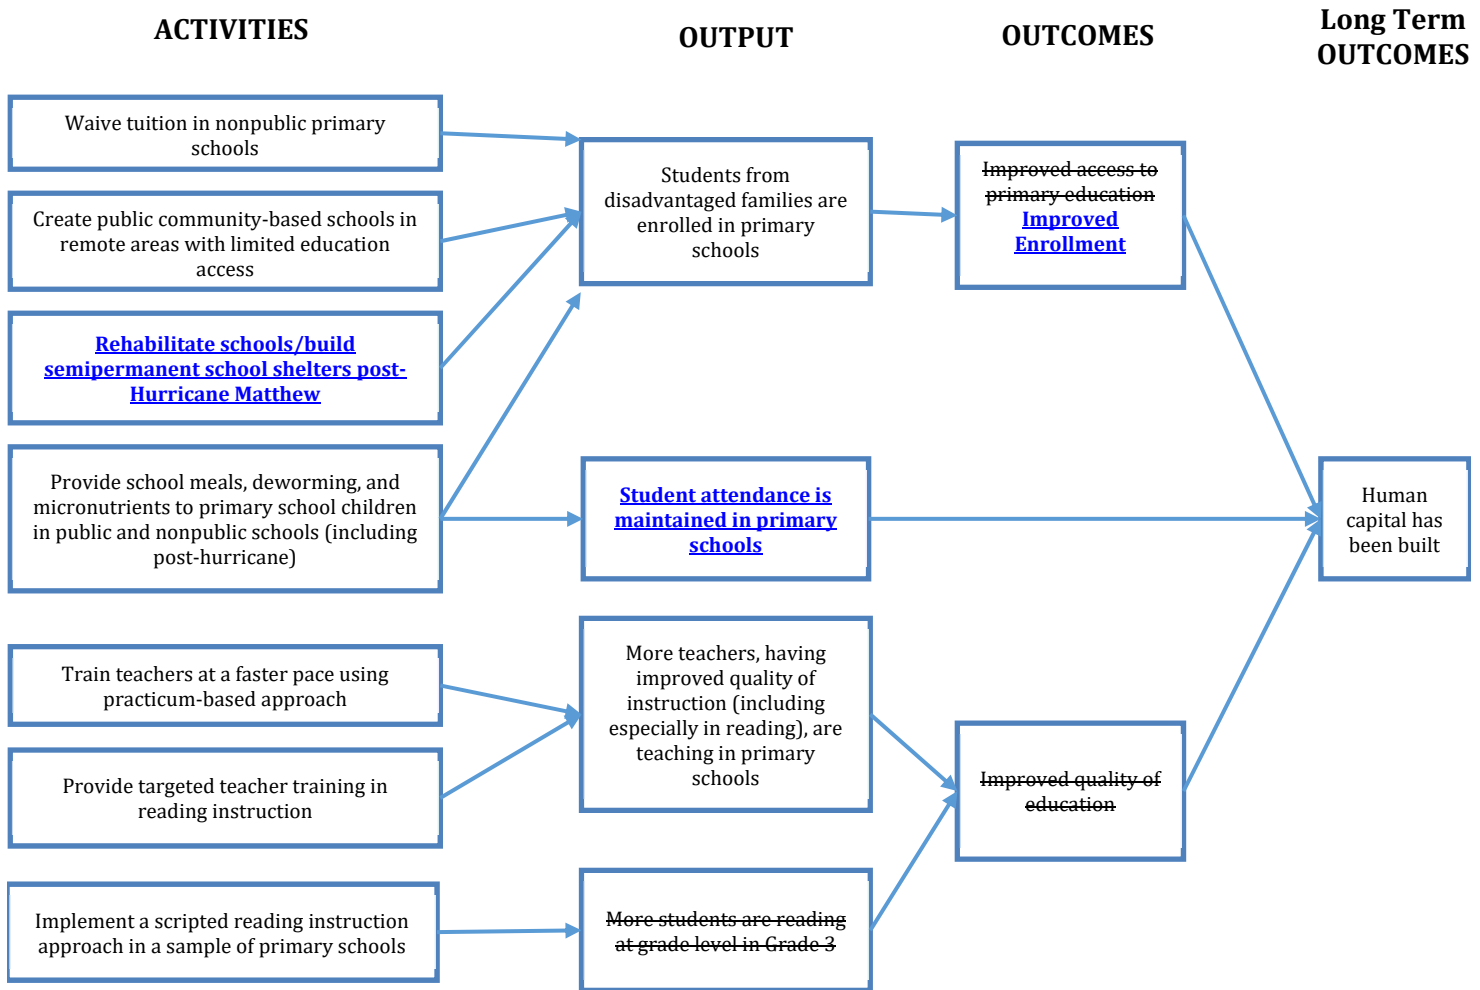 ACTIVITIES
OUTPUT
OUTCOMES
Long Term
OUTCOMES
Waive tuition in nonpublic primary
schools
Create public community-based schools in
remote areas with limited education
access
Rehabilitate schools/build
semipermanent school shelters post-
Hurricane Matthew
Provide school meals, deworming, and
micronutrients to primary school children
in public and nonpublic schools (including
post-hurricane)
Train teachers at a faster pace using
practicum-based approach
Provide targeted teacher training in
reading instruction
Implement a scripted reading instruction
approach in a sample of primary schools
Students from
disadvantaged families are
enrolled in primary
schools
Student attendance is
maintained in primary
schools
More teachers, having
improved quality of
instruction (including
especially in reading), are
teaching in primary
schools
More students are reading
at grade level in Grade 3
Improved access to
primary education
Improved
Enrollment
Improved quality of
education
Human
capital has
been built